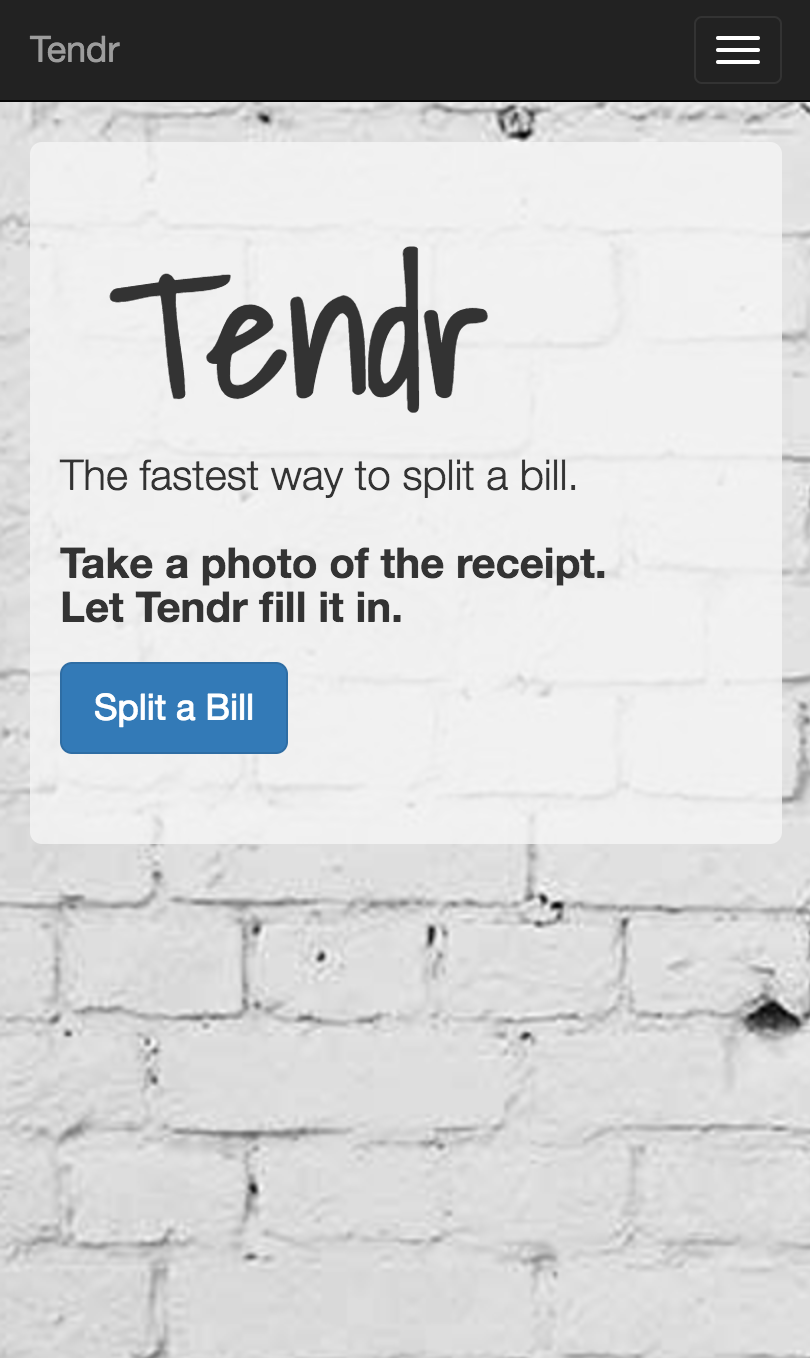 Tendr
Tendr
The fastest way to split a bill.
Take a photo of the receipt.
Let Tendr fill it in.
Split a Bill